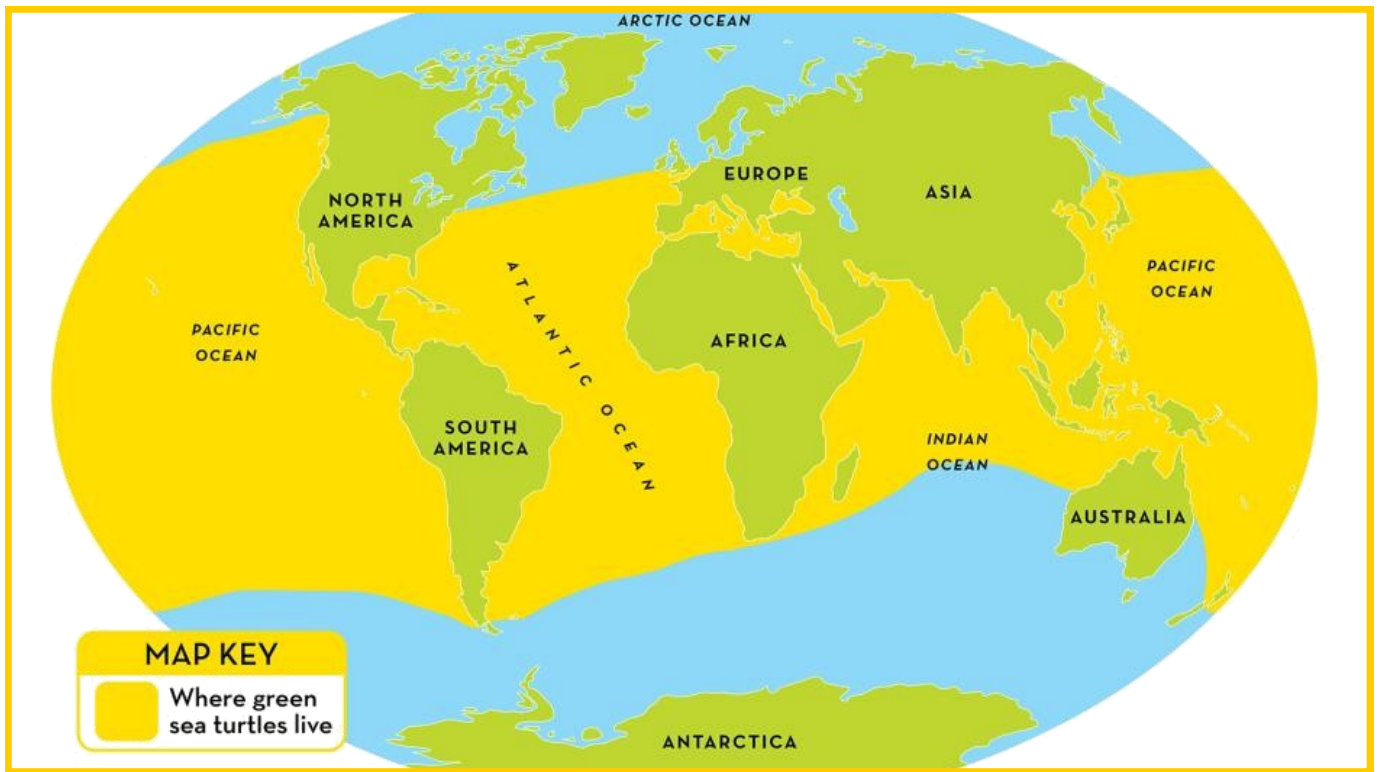 ARCTIC OCEAN
NORTH
AMERICA
EUROPE
ASIA
PACIFIC
OCEAN
ATLANTIC OCEAN
AFRICA
PACIFIC
OCEAN
SOUTH
AMERICA
INDIAN
OCEAN
AUSTRALIA
MAP KEY
Where green
sea turtles live
ANTARCTICA